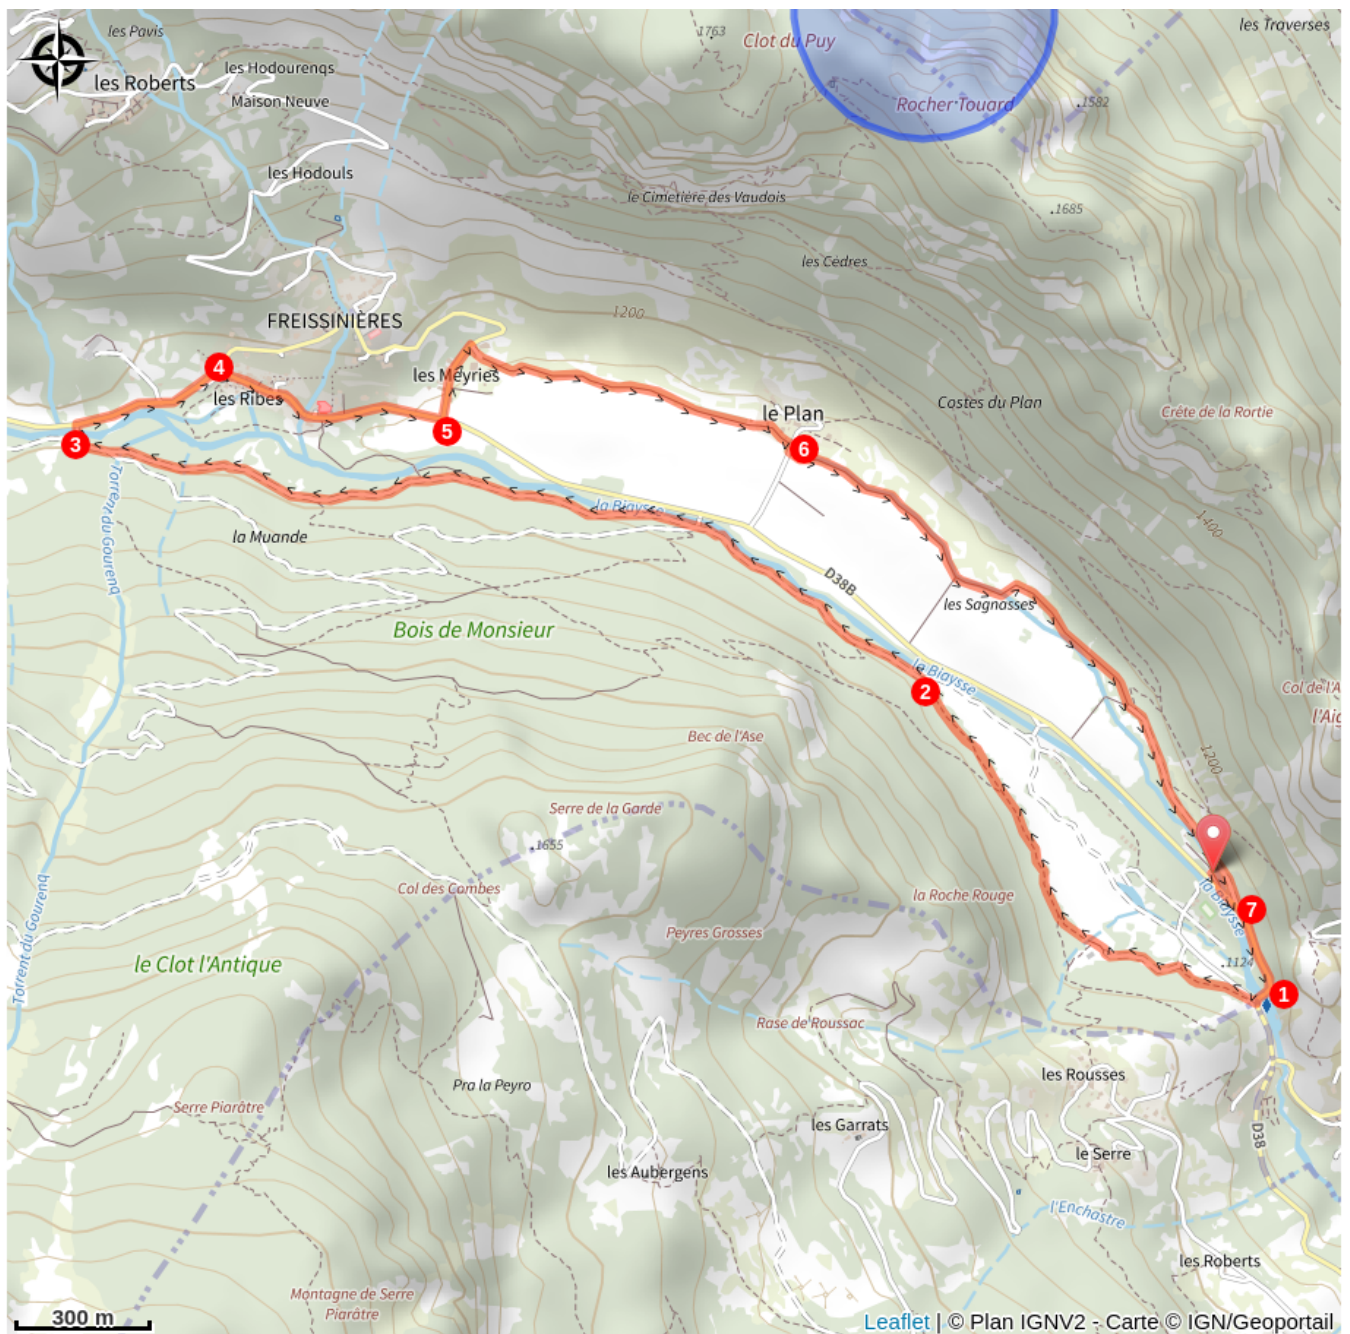 les Pavis
1763
Clot du Puy
les Traverses
les Hodourenqs
les Roberts
Maison Neuve
Rocher Touard
1582
les Hodouls
le Cimetière des Vaudois
1685
les Cèdres
1200
FREISSINIÈRES
4
les Meyries
les Ribes
Costes du Plan
le Plan
Crête de la Rortie
5
3
6
la Biaysse
1400
Torrent du Gourenq
la Muande
D38B
les Sagnasses
Bois de Monsieur
la Biaysse
2
Col de l'A
l'Aig
Bec de l'Ase
1200
Serre de la Garde
1655
Col des Combes
la Roche Rouge
la Biaysse
7
Peyres Grosses
Torrent du Gourenq
le Clot l'Antique
1124
1
Rase de Roussac
les Rousses
Pra la Peyro
Serre Piarâtre
les Garrats
D38
le Serre
les Aubergens
l'Enchastre
les Roberts
Montagne de Serre
Piarâtre
300 m
Leaflet | © Plan IGNV2 - Carte © IGN/Geoportail